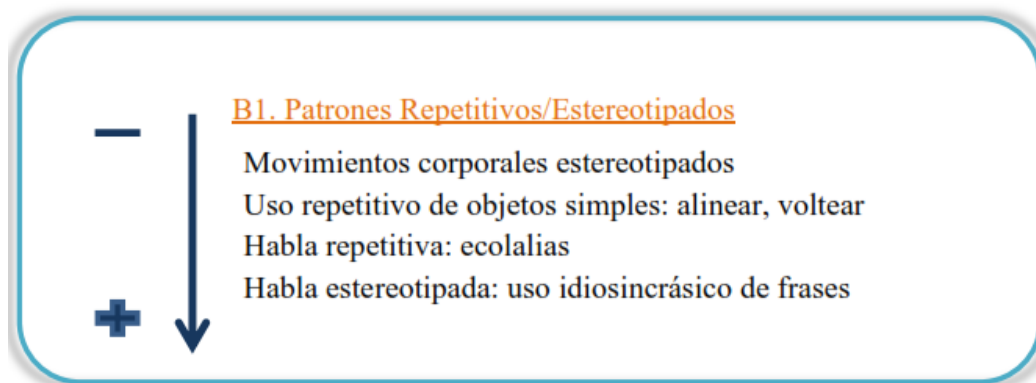 B1. Patrones Repetitivos/Estereotipados
Movimientos corporales estereotipados
Uso repetitivo de objetos simples: alinear, voltear
Habla repetitiva: ecolalias
Habla estereotipada: uso idiosincrásico de frases